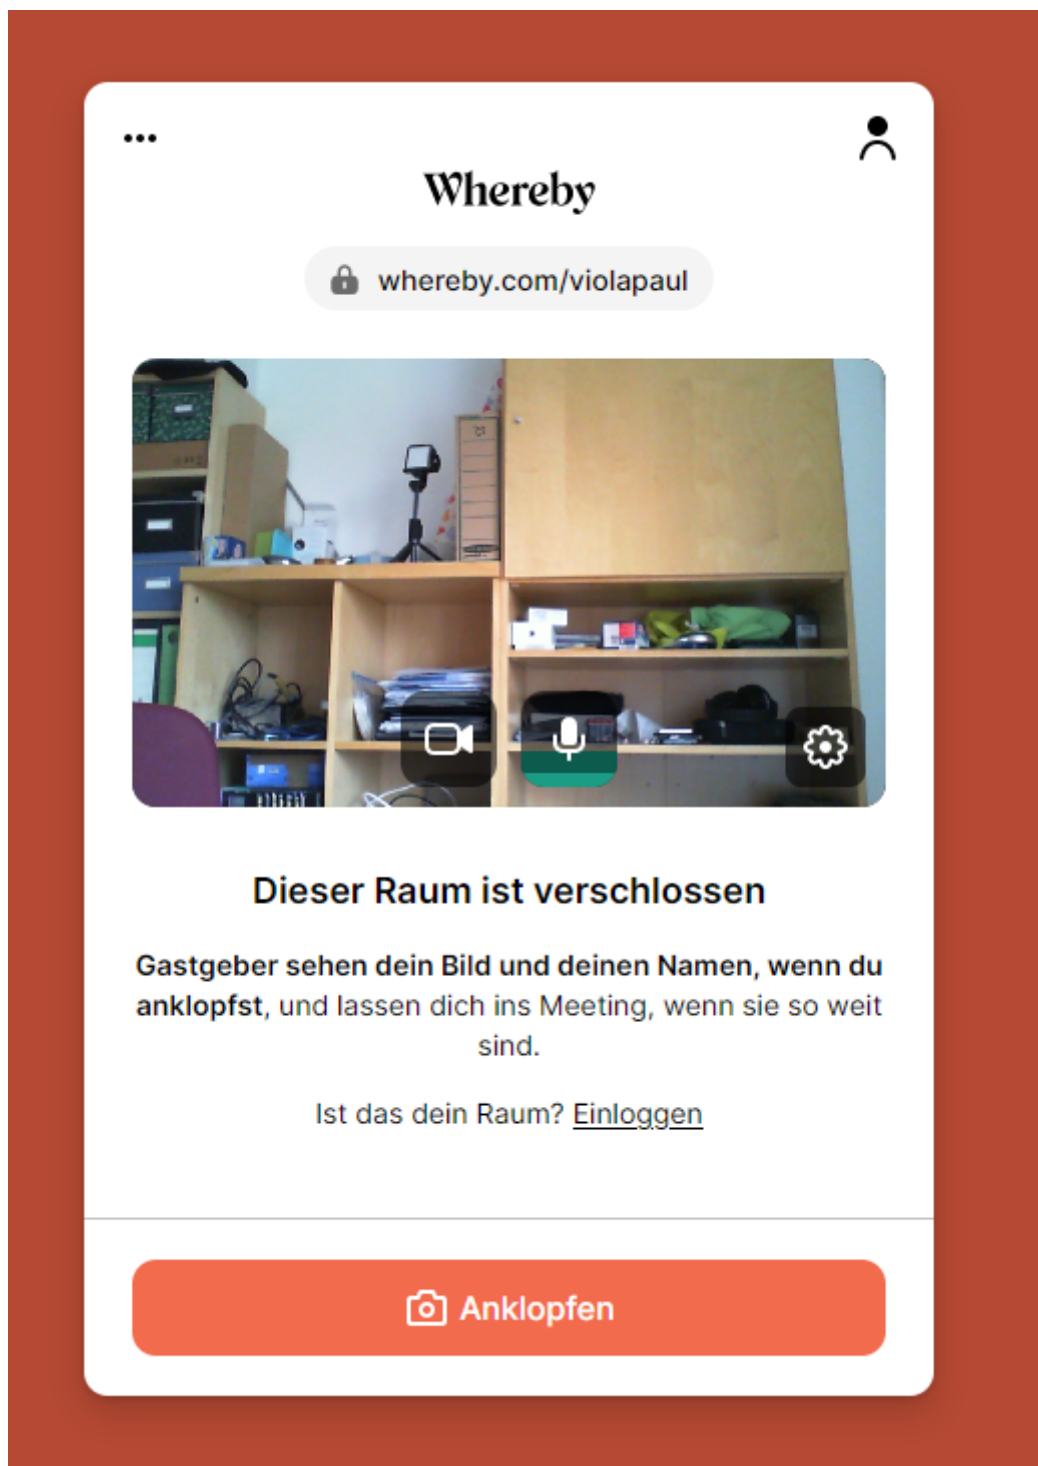 Whereby
whereby.com/violapaul
Dieser Raum ist verschlossen
Gastgeber sehen dein Bild und deinen Namen, wenn du
anklopfst, und lassen dich ins Meeting, wenn sie so weit
sind.
Ist das dein Raum? Einloggen
Anklopfen